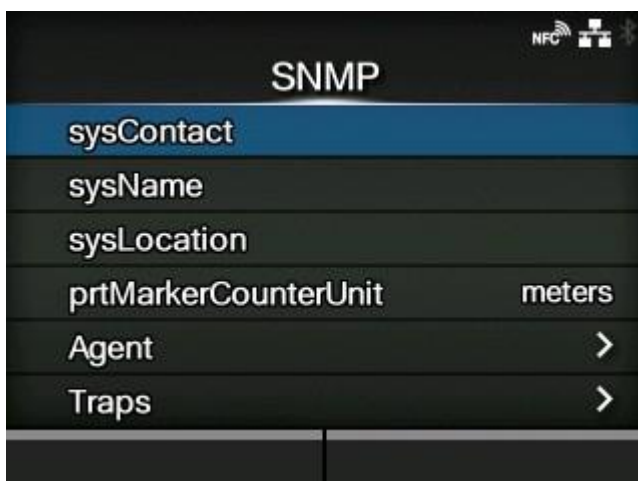 NFC
SNMP
sysContact
sysName
sysLocation
prtMarkerCounterUnit meters
Agent
Traps